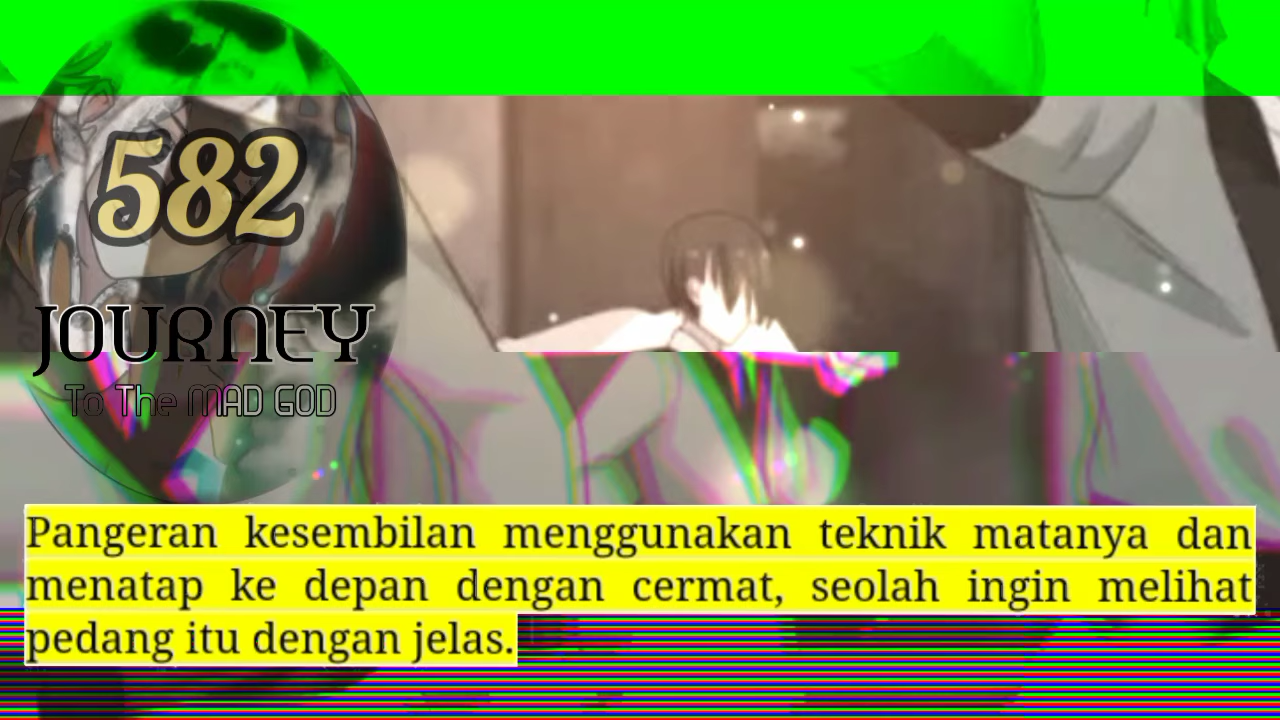 582
JOURNEY
To The MAD GOD
Pangeran kesembilan menggunakan teknik matanya dan
menatap ke depan dengan cermat, seolah ingin melihat
pedang itu dengan jelas.